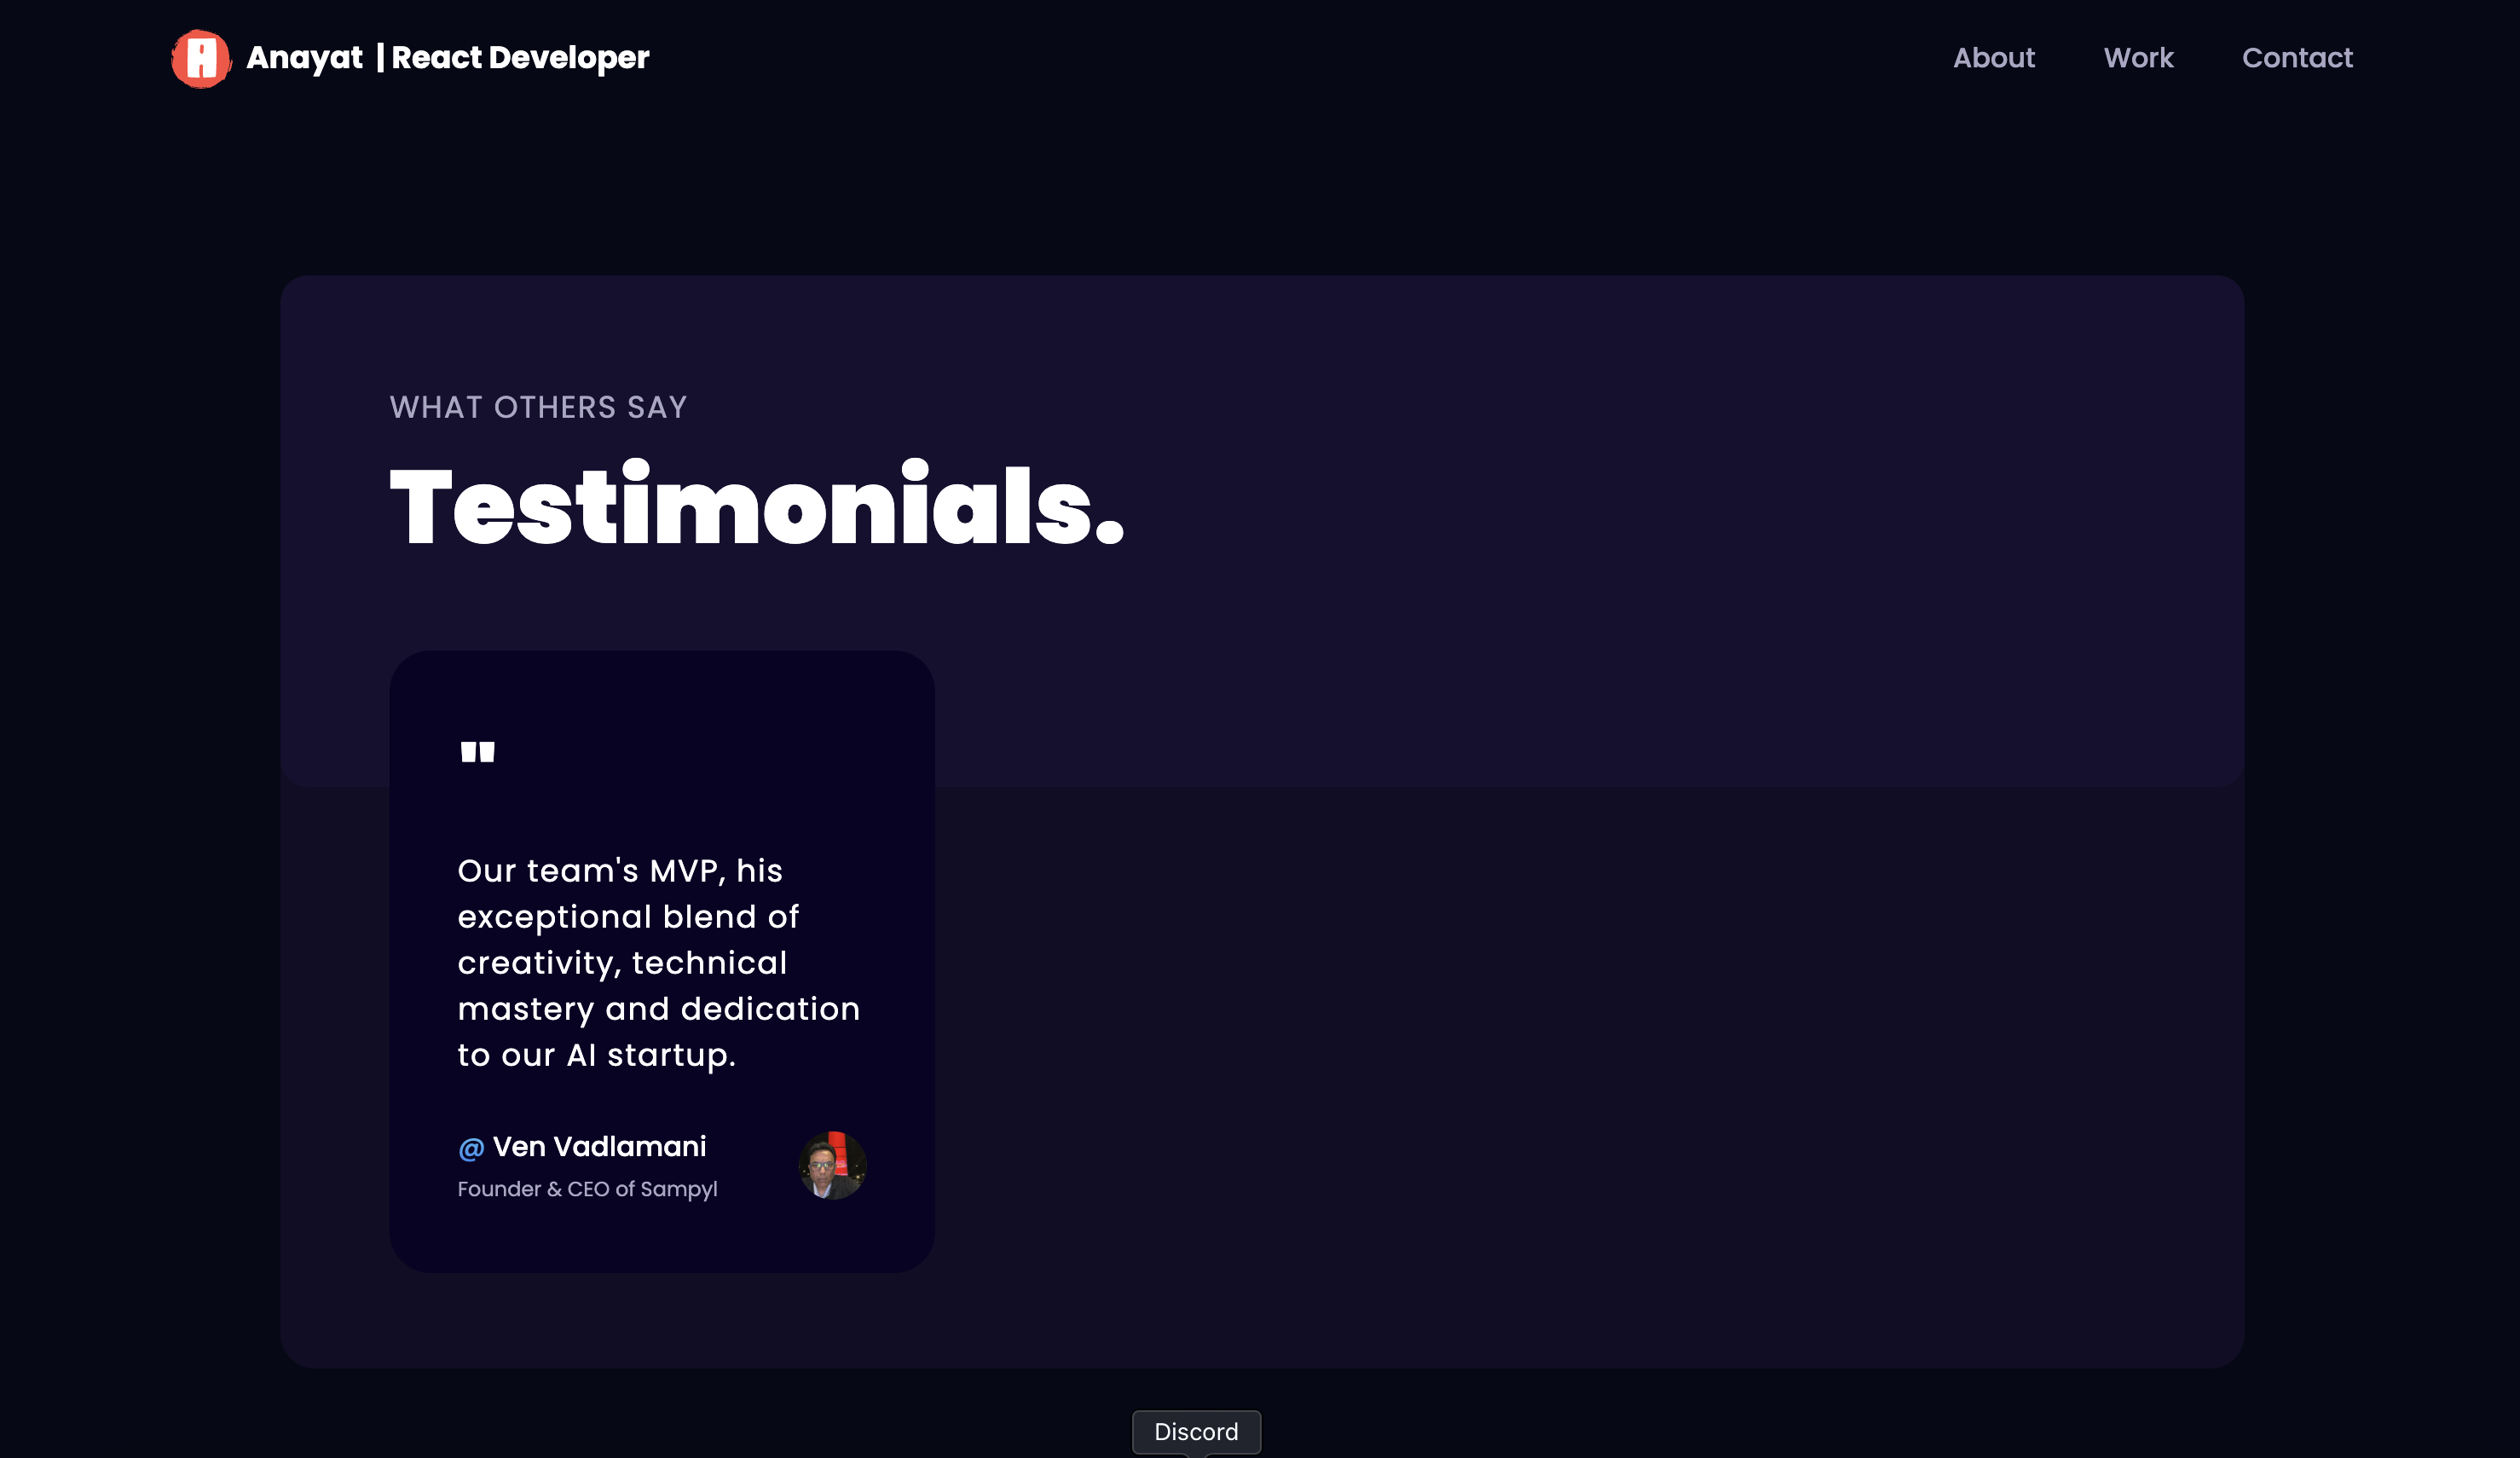 A Anayat | React Developer
About Work Contact
WHAT OTHERS SAY
Testimonials.
"
Our team's MVP, his
exceptional blend of
creativity, technical
mastery and dedication
to our AI startup.
@ Ven Vadlamani
Founder & CEO of Sampyl
Discord